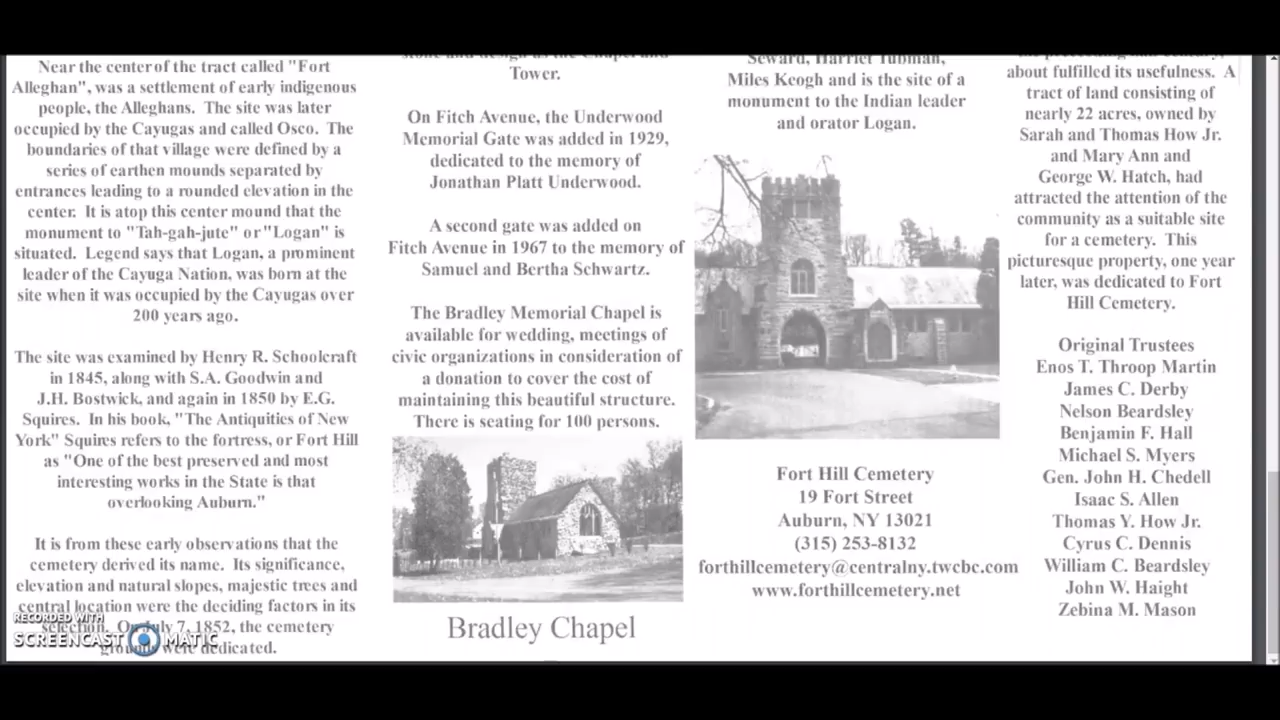 Near the center of the tract called "Fort
Alleghan", was a settlement of early indigenous
people, the Alleghans. The site was later
occupied by the Cayugas and called Osco. The
boundaries of that village were defined by a
series of earthen mounds separated by
entrances leading to a rounded elevation in the
center. It is atop this center mound that the
monument to "Tah-gah-jute" or "Logan" is
situated. Legend says that Logan, a prominent
leader of the Cayuga Nation, was born at the
site when it was occupied by the Cayugas over
200 years ago.
The site was examined by Henry R. Schoolcraft
in 1845, along with S.A. Goodwin and
J.H. Bostwick, and again in 1850 by E.G.
Squires. In his book, "The Antiquities of New
York" Squires refers to the fortress, or Fort Hill
as "One of the best preserved and most
interesting works in the State is that
overlooking Auburn."
It is from these early observations that the
cemetery derived its name. Its significance,
elevation and natural slopes, majestic trees and
central location were the deciding factors in its
selection. On July 7, 1852, the cemetery
grounds were dedicated.
RECORDED WITH
SCREENCAST MATIC
stone and design as the Chapel and
Tower.
On Fitch Avenue, the Underwood
Memorial Gate was added in 1929,
dedicated to the memory of
Jonathan Platt Underwood.
A second gate was added on
Fitch Avenue in 1967 to the memory of
Samuel and Bertha Schwartz.
The Bradley Memorial Chapel is
available for wedding, meetings of
civic organizations in consideration of
a donation to cover the cost of
maintaining this beautiful structure.
There is seating for 100 persons.
Bradley Chapel
Seward, Harriet Tubman,
Miles Keogh and is the site of a
monument to the Indian leader
and orator Logan.
Fort Hill Cemetery
19 Fort Street
Auburn, NY 13021
(315) 253-8132
forthillcemetery@centralny.twcbc.com
www.forthillcemetery.net
about fulfilled its usefulness. A
tract of land consisting of
nearly 22 acres, owned by
Sarah and Thomas How Jr.
and Mary Ann and
George W. Hatch, had
attracted the attention of the
community as a suitable site
for a cemetery. This
picturesque property, one year
later, was dedicated to Fort
Hill Cemetery.
Original Trustees
Enos T. Throop Martin
James C. Derby
Nelson Beardsley
Benjamin F. Hall
Michael S. Myers
Gen. John H. Chedell
Isaac S. Allen
Thomas Y. How Jr.
Cyrus C. Dennis
William C. Beardsley
John W. Haight
Zebina M. Mason